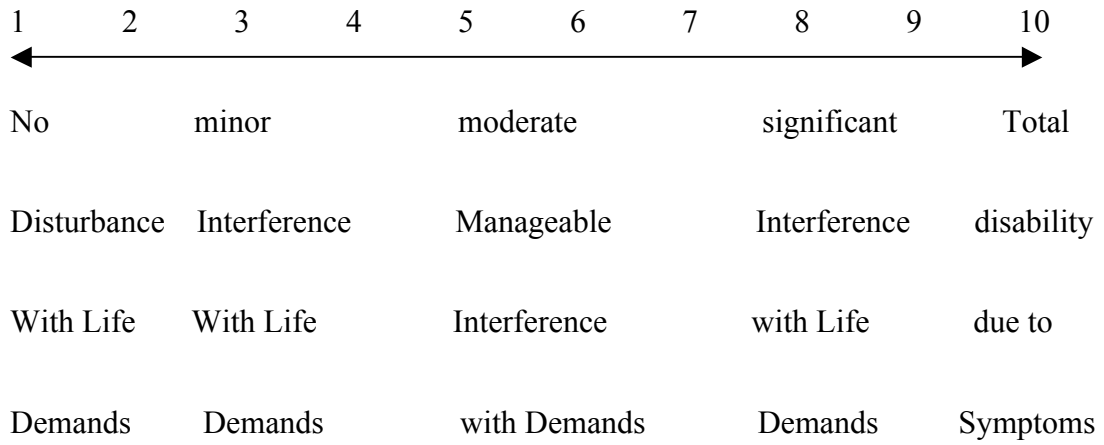 1 2 3 4 5 6 7 8 9 10
No minor moderate significant Total
Disturbance Interference Manageable Interference disability
With Life With Life Interference with Life due to
Demands Demands with Demands Demands Symptoms